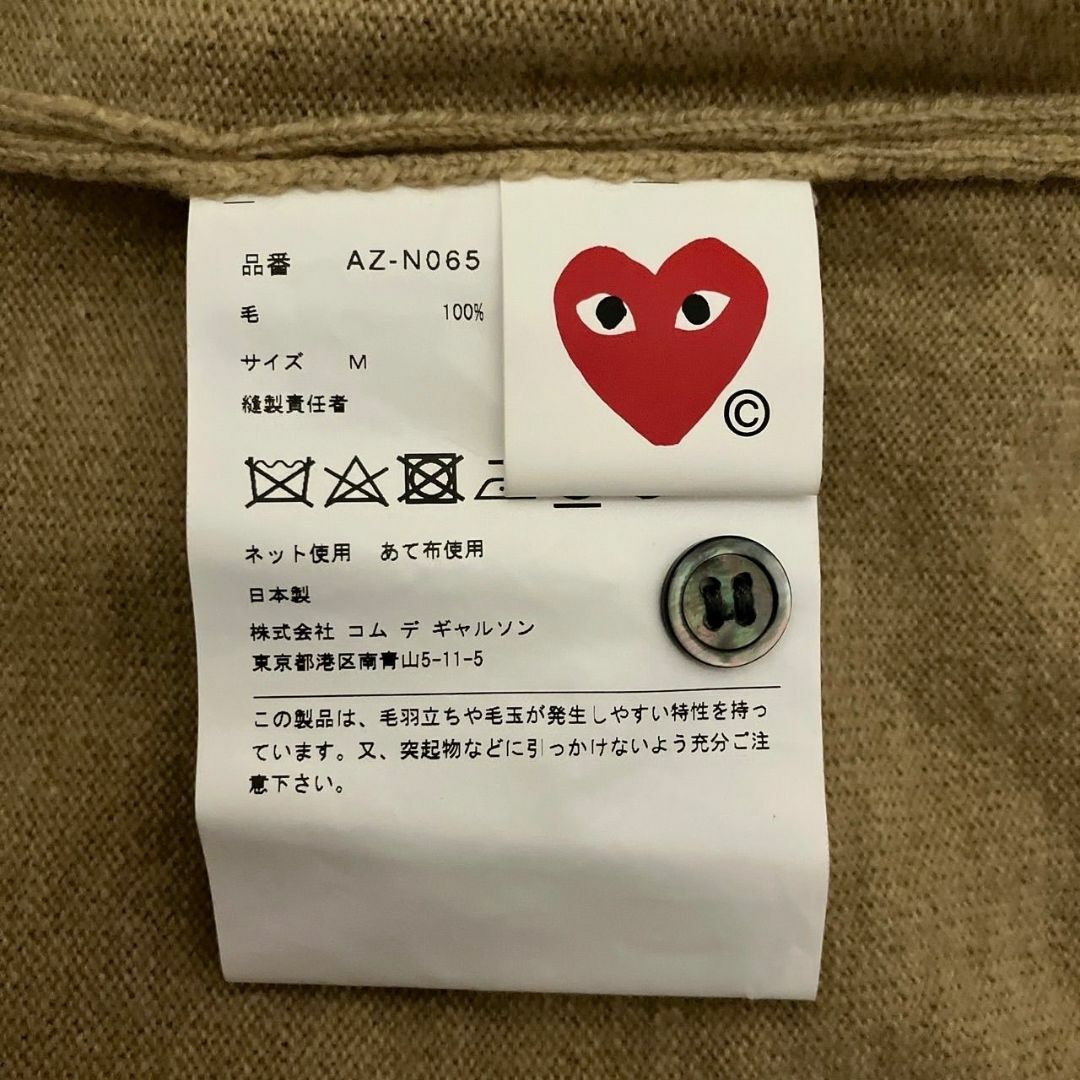 品番 AZ-N065
毛 100%
サイズ M
縫製責任者
©
ネット使用 あて布使用
日本製
株式会社 コム デ ギャルソン
東京都港区南青山5-11-5
この製品は、毛羽立ちや毛玉が発生しやすい特性を持っ
ています。又、突起物などに引っかけないよう充分ご注
意下さい。